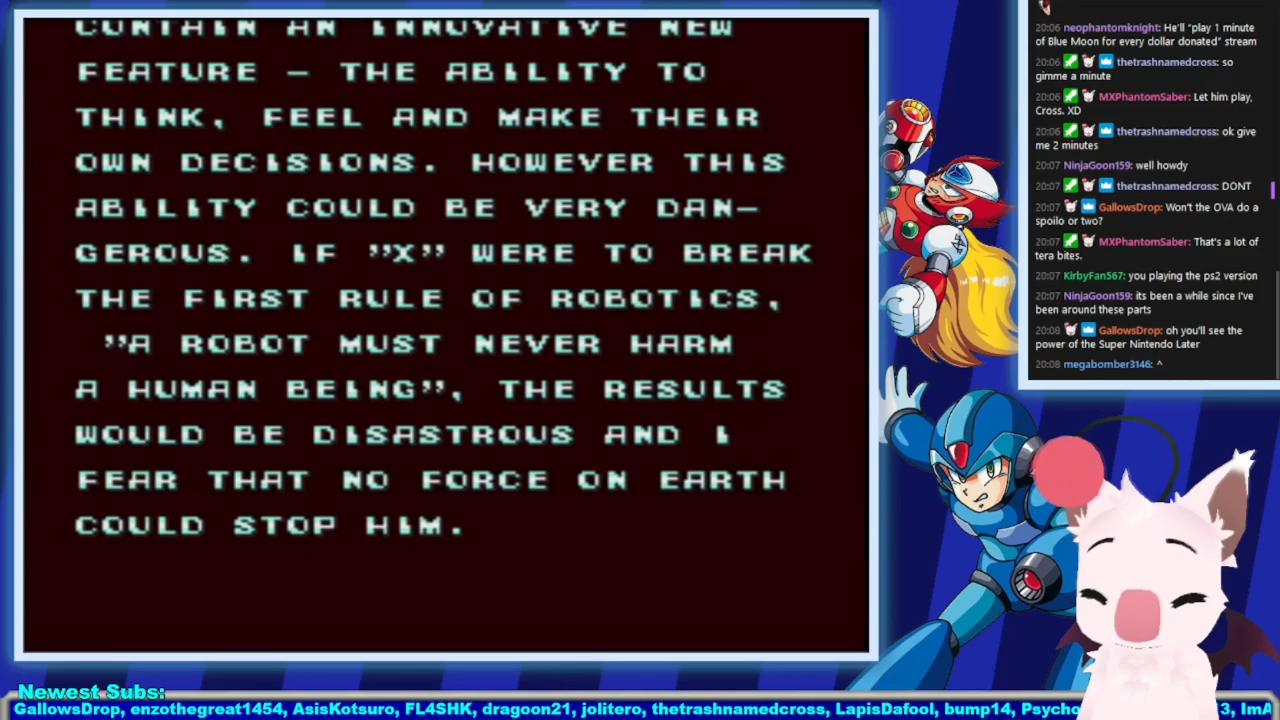 CONTAIN AN INNOVATIVE NEW
FEATURE – THE ABILITY TO
THINK, FEEL AND MAKE THEIR
OWN DECISIONS. HOWEVER THIS
ABILITY COULD BE VERY DAN–
GEROUS. IF "X" WERE TO BREAK
THE FIRST RULE OF ROBOTICS,
"A ROBOT MUST NEVER HARM
A HUMAN BEING", THE RESULTS
WOULD BE DISASTROUS AND I
FEAR THAT NO FORCE ON EARTH
COULD STOP HIM.
20:06 neophantomknight: He'll "play 1 minute
of Blue Moon for every dollar donated" stream
20:06 thetrashnamedcross: so
gimme a minute
20:06 MXPhantomSaber: Let him play,
Cross. XD
20:06 thetrashnamedcross: ok give
me 2 minutes
20:07 NinjaGoon159: well howdy
20:07 thetrashnamedcross: DONT
20:07 GallowsDrop: Won't the OVA do a
spoilo or two?
20:07 MXPhantomSaber: That's a lot of
tera bites.
20:07 KirbyFan567: you playing the ps2 version
20:07 NinjaGoon159: its been a while since I've
been around these parts
20:08 GallowsDrop: oh you'll see the
power of the Super Nintendo Later
20:08 megabomber3146: ^
Newest Subs:
GallowsDrop, enzothegreat1454, AsisKotsuro, FL4SHK, dragoon21, jolitero, thetrashnamedcross, LapisDafool, bump14, Psycho 13, ImA